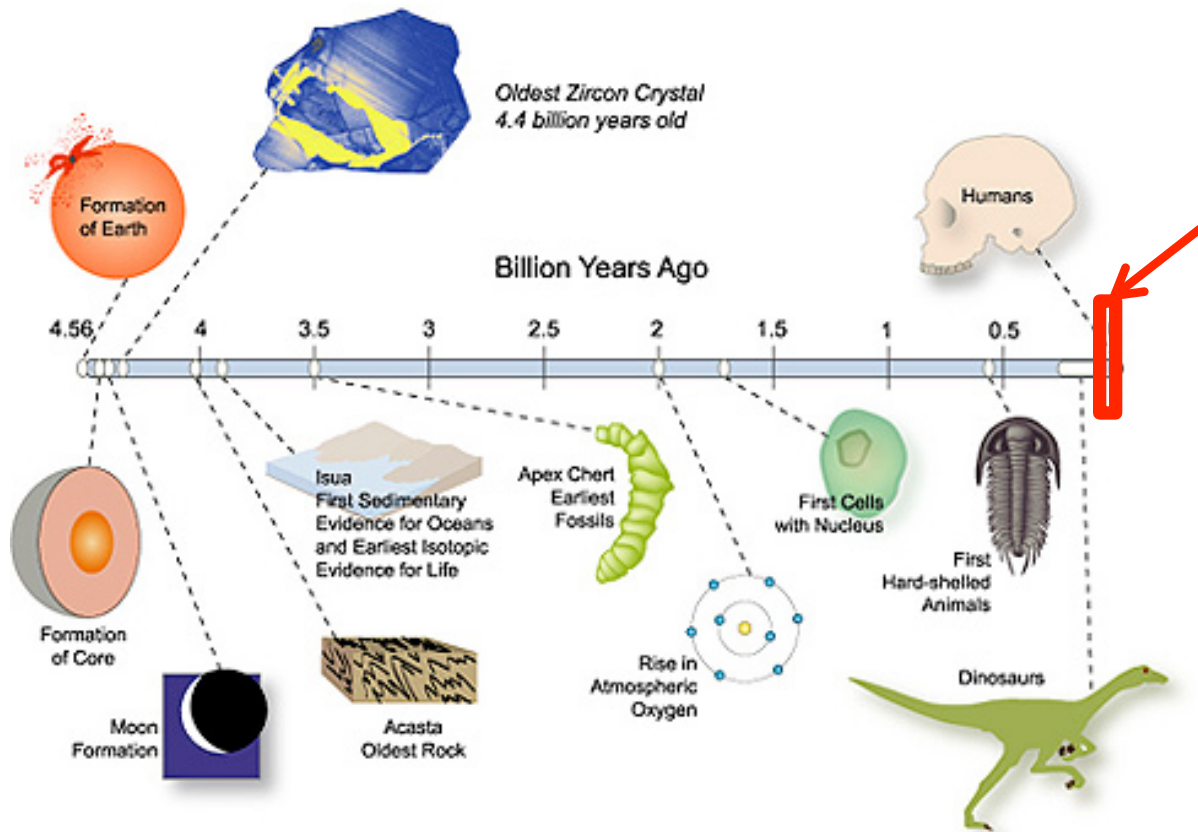 Oldest Zircon Crystal
4.4 billion years old
Formation
of Earth
Humans
Billion Years Ago
4.56
4
3.5
3
2.5
2
1.5
1
0.5
Isua
First Sedimentary
Evidence for Oceans
and Earliest Isotopic
Evidence for Life
Apex Chert
Earliest
Fossils
First Cells
with Nucleus
First
Hard-shelled
Animals
Formation
of Core
Rise in
Atmospheric
Oxygen
Dinosaurs
Moon
Formation
Acasta
Oldest Rock